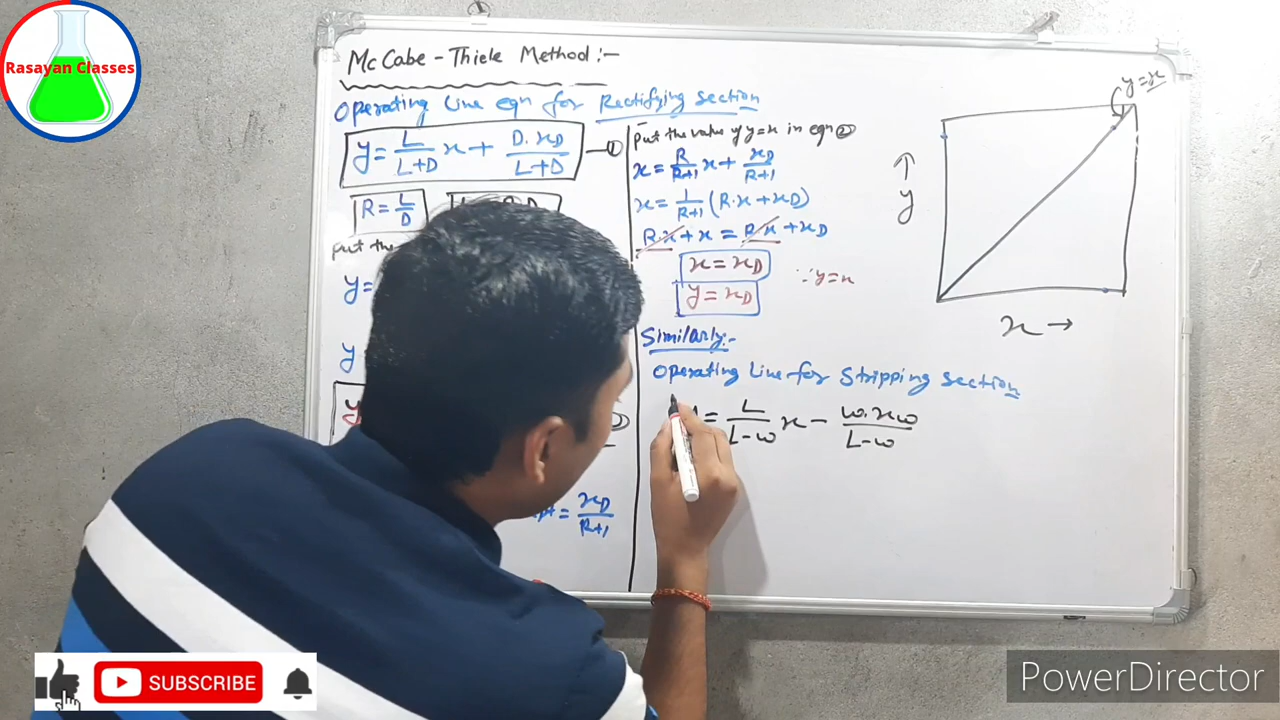 Rasayan Classes
Mc Cabe - Thiele Method :-
Operating Line eqn for Rectifying section
y = L/(L+D) x + D.xD/(L+D) — ①
R = L/D
put the
y =
y
xD/(R+1)
put the value of y=x in eqn ②
x = R/(R+1) x + xD/(R+1)
x = 1/(R+1) (R.x + xD)
R.x + x = R.x + xD
x = xD
y = xD ∵ y=x
Similarly:-
Operating Line for Stripping section
= L/(L-w) x - w.xw/(L-w)
y=x
↑
y
x →
SUBSCRIBE
PowerDirector